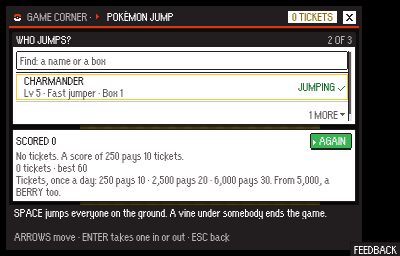 GAME CORNER · POKÉMON JUMP 0 TICKETS X
WHO JUMPS? 2 OF 3
Find: a name or a box
CHARMANDER
Lv 5 · Fast jumper · Box 1 JUMPING ✓
1 MORE
SCORED 0 AGAIN
No tickets. A score of 250 pays 10 tickets.
0 tickets · best 60
Tickets, once a day: 250 pays 10 · 2,500 pays 20 · 6,000 pays 30. From 5,000, a
BERRY too.
SPACE jumps everyone on the ground. A vine under somebody ends the game.
ARROWS move · ENTER takes one in or out · ESC back
FEEDBACK